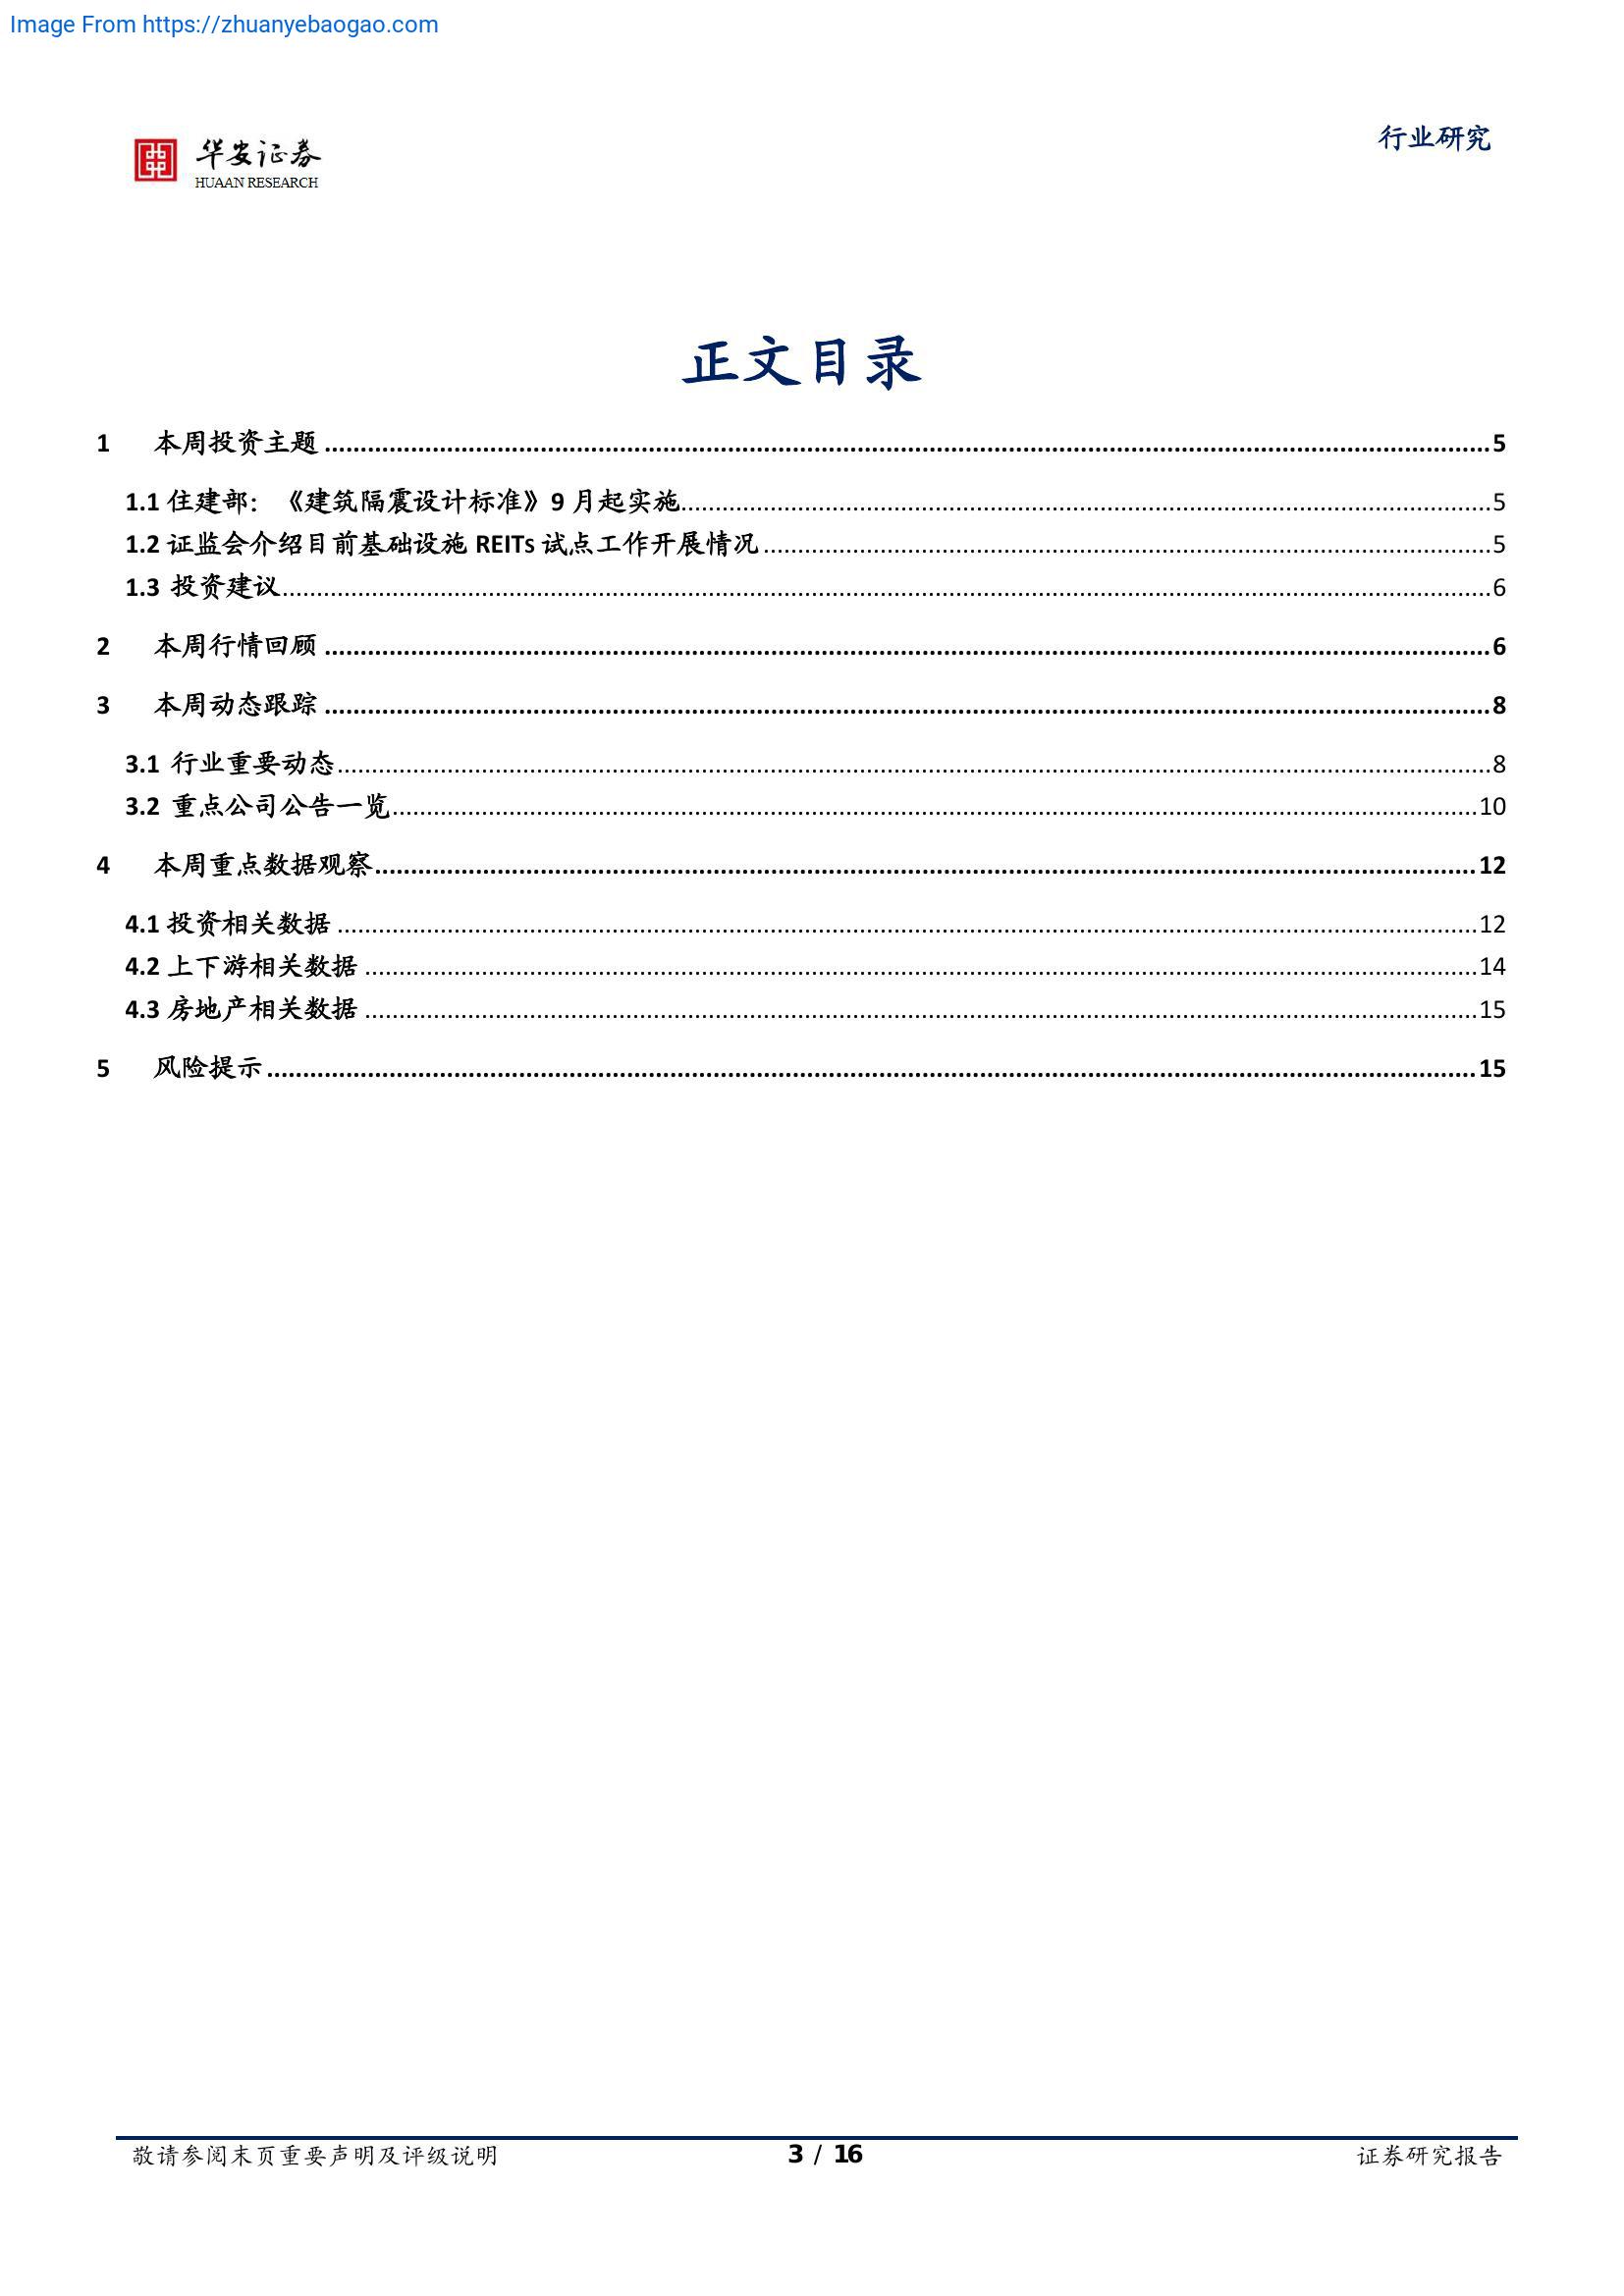 Image From https://zhuanyebaogao.com
华安证券
HUAAN RESEARCH
行业研究
正文目录
1 本周投资主题 5
1.1 住建部：《建筑隔震设计标准》9 月起实施 5
1.2 证监会介绍目前基础设施 REITs 试点工作开展情况 5
1.3 投资建议 6
2 本周行情回顾 6
3 本周动态跟踪 8
3.1 行业重要动态 8
3.2 重点公司公告一览 10
4 本周重点数据观察 12
4.1 投资相关数据 12
4.2 上下游相关数据 14
4.3 房地产相关数据 15
5 风险提示 15
敬请参阅末页重要声明及评级说明 3 / 16 证券研究报告